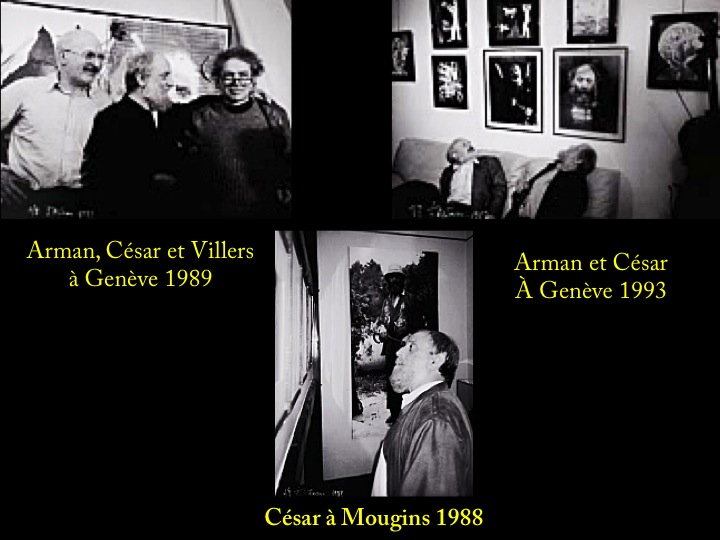 Arman, César et Villers
à Genève 1989
Arman et César
À Genève 1993
César à Mougins 1988